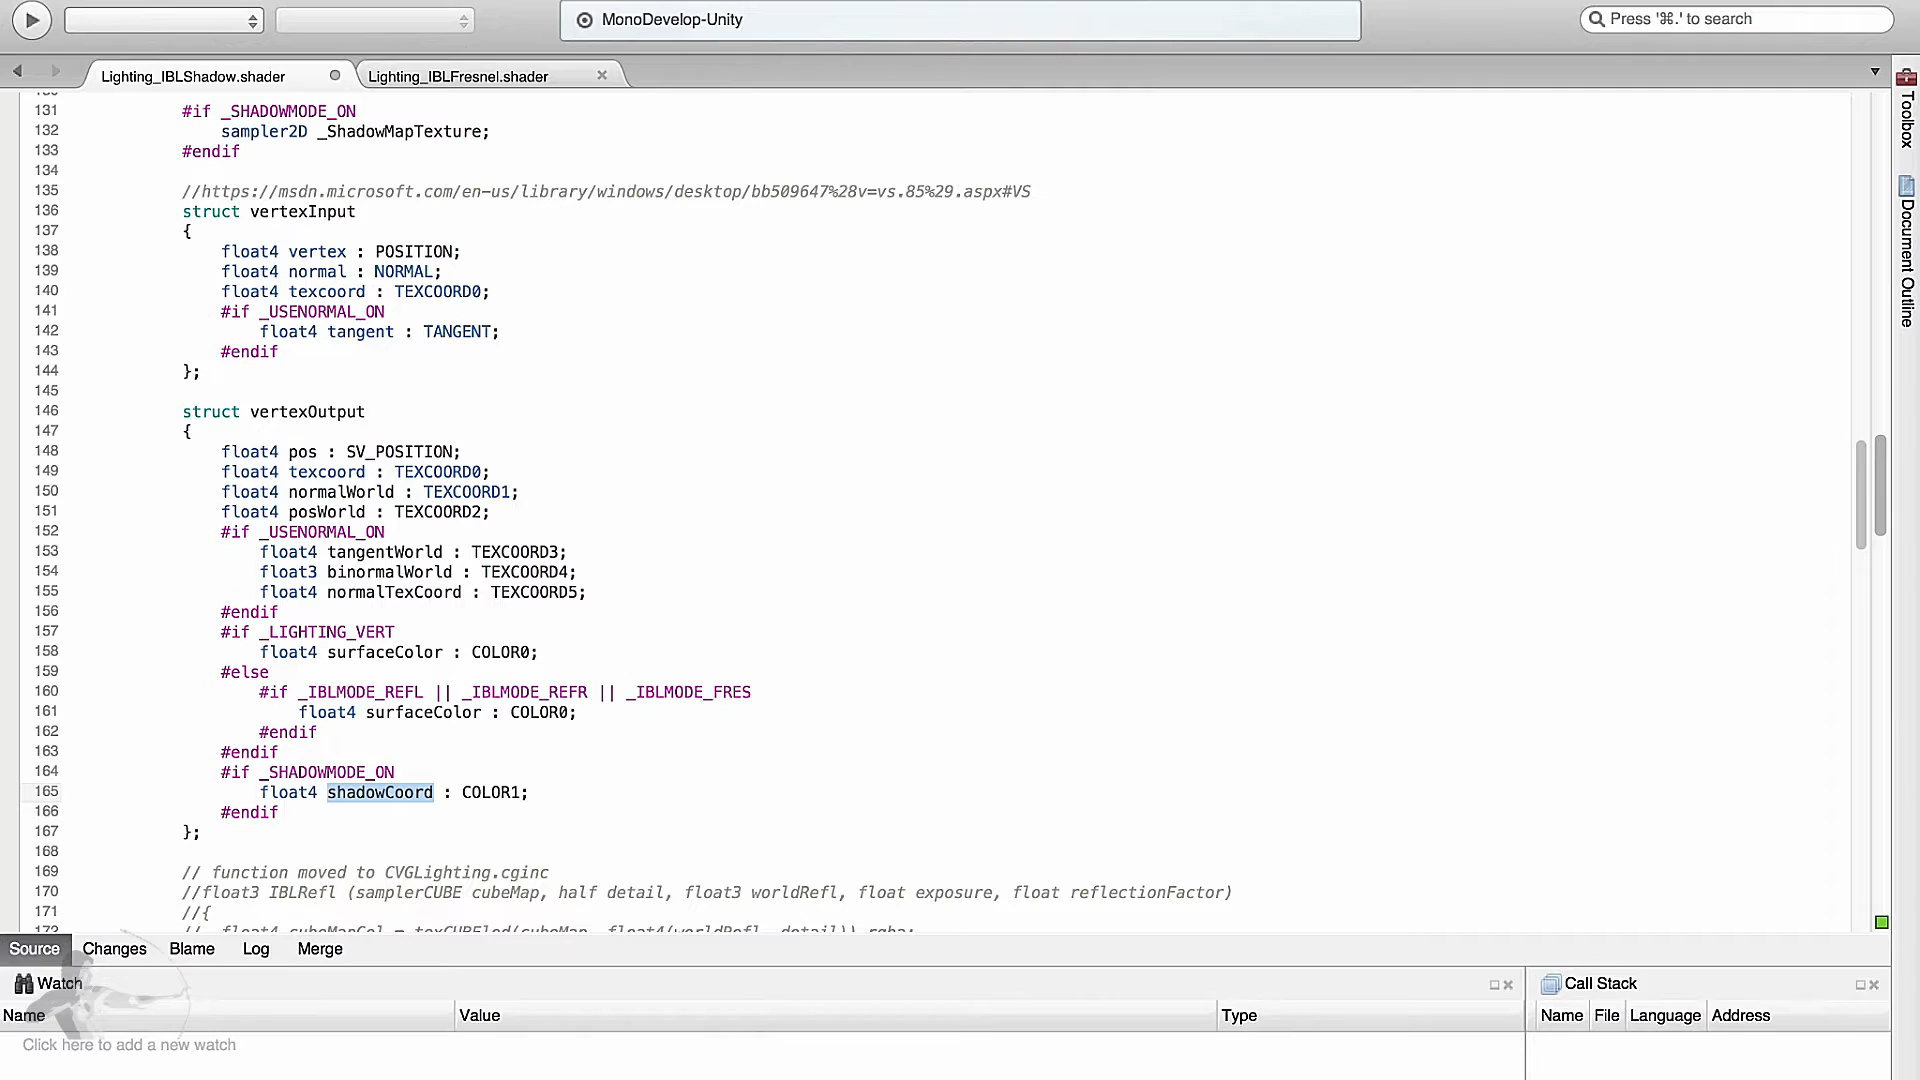 MonoDevelop-Unity
Press '⌘.' to search
Lighting_IBLShadow.shader
Lighting_IBLFresnel.shader
131 #if _SHADOWMODE_ON
132 sampler2D _ShadowMapTexture;
133 #endif
134
135 //https://msdn.microsoft.com/en-us/library/windows/desktop/bb509647%28v=vs.85%29.aspx#VS
136 struct vertexInput
137 {
138 float4 vertex : POSITION;
139 float4 normal : NORMAL;
140 float4 texcoord : TEXCOORD0;
141 #if _USENORMAL_ON
142 float4 tangent : TANGENT;
143 #endif
144 };
145
146 struct vertexOutput
147 {
148 float4 pos : SV_POSITION;
149 float4 texcoord : TEXCOORD0;
150 float4 normalWorld : TEXCOORD1;
151 float4 posWorld : TEXCOORD2;
152 #if _USENORMAL_ON
153 float4 tangentWorld : TEXCOORD3;
154 float3 binormalWorld : TEXCOORD4;
155 float4 normalTexCoord : TEXCOORD5;
156 #endif
157 #if _LIGHTING_VERT
158 float4 surfaceColor : COLOR0;
159 #else
160 #if _IBLMODE_REFL || _IBLMODE_REFR || _IBLMODE_FRES
161 float4 surfaceColor : COLOR0;
162 #endif
163 #endif
164 #if _SHADOWMODE_ON
165 float4 shadowCoord : COLOR1;
166 #endif
167 };
168
169 // function moved to CVGLighting.cginc
170 //float3 IBLRefl (samplerCUBE cubeMap, half detail, float3 worldRefl, float exposure, float reflectionFactor)
171 //{
172 // float4 cubeMapCol = texCUBElod(cubeMap, float4(worldRefl, detail)).rgba;
Toolbox
Document Outline
Source Changes Blame Log Merge
Watch
Name Value Type
Click here to add a new watch
Call Stack
Name File Language Address